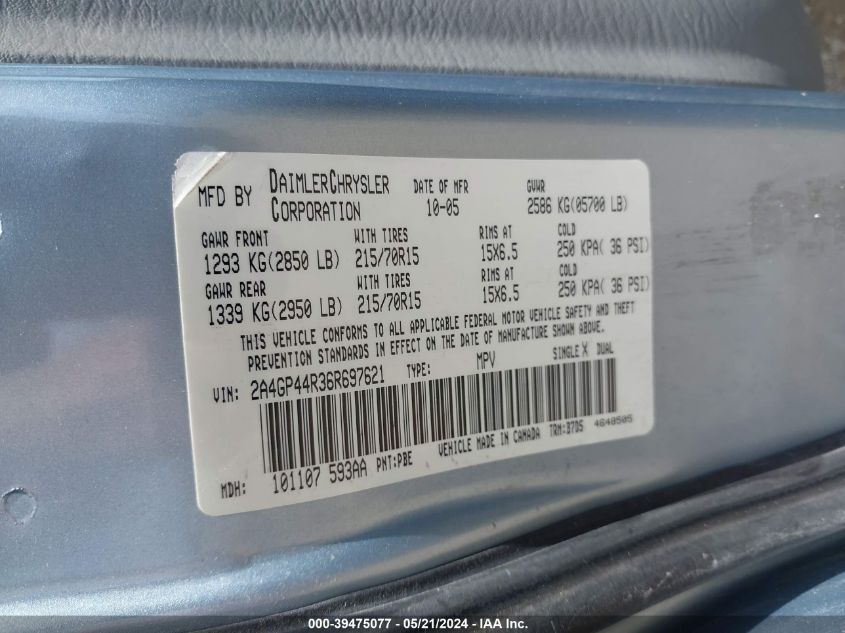 MFD BY DAIMLERCHRYSLER CORPORATION DATE OF MFR 10-05 GVWR 2586 KG(05700 LB)
GAWR FRONT WITH TIRES RIMS AT COLD
1293 KG(2850 LB) 215/70R15 15X6.5 250 KPA( 36 PSI)
GAWR REAR WITH TIRES RIMS AT COLD
1339 KG(2950 LB) 215/70R15 15X6.5 250 KPA( 36 PSI)
THIS VEHICLE CONFORMS TO ALL APPLICABLE FEDERAL MOTOR VEHICLE SAFETY AND THEFT
PREVENTION STANDARDS IN EFFECT ON THE DATE OF MANUFACTURE SHOWN ABOVE.
VIN: 2A4GP44R36R697621 TYPE: MPV SINGLE X DUAL
MDH: 101107 593AA PNT:PBE VEHICLE MADE IN CANADA TRM:B7D5 4648505
000-39475077 - 05/21/2024 - IAA Inc.